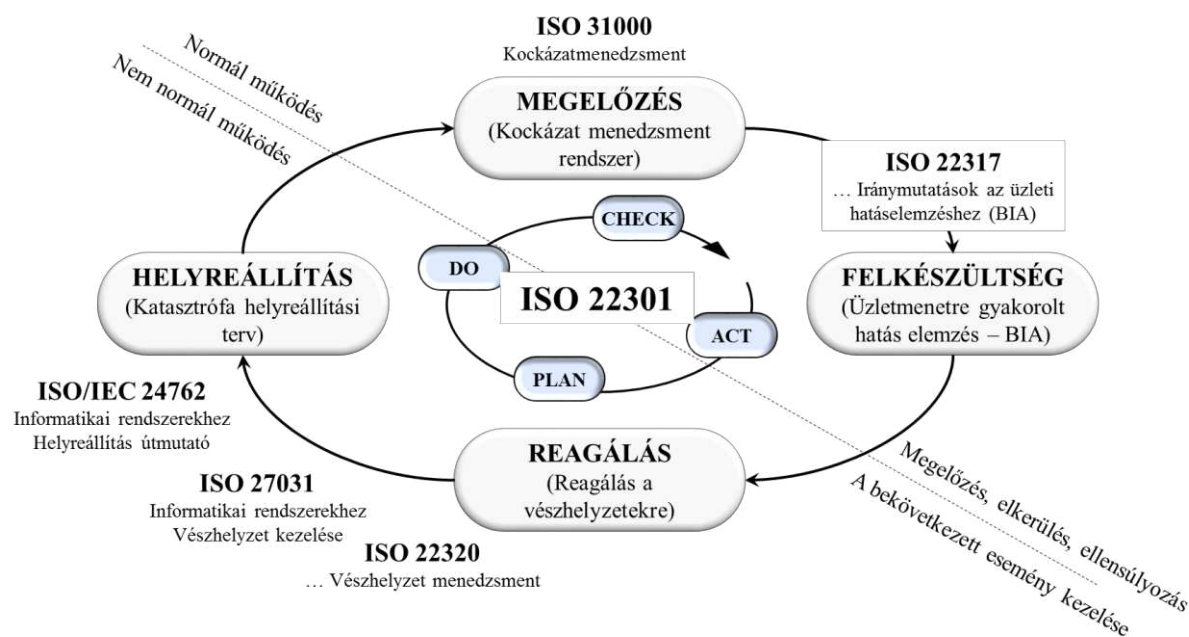 ISO 31000
Kockázatmenedzsment
Normál működés
Nem normál működés
MEGELŐZÉS
(Kockázat menedzsment
rendszer)
ISO 22317
… Iránymutatások az üzleti
hatáselemzéshez (BIA)
CHECK
DO
ISO 22301
ACT
PLAN
HELYREÁLLÍTÁS
(Katasztrófa helyreállítási
terv)
FELKÉSZÜLTSÉG
(Üzletmenetre gyakorolt
hatás elemzés – BIA)
ISO/IEC 24762
Informatikai rendszerekhez
Helyreállítás útmutató
REAGÁLÁS
(Reagálás a
vészhelyzetekre)
ISO 27031
Informatikai rendszerekhez
Vészhelyzet kezelése
ISO 22320
… Vészhelyzet menedzsment
Megelőzés, elkerülés, ellensúlyozás
A bekövetkezett esemény kezelése